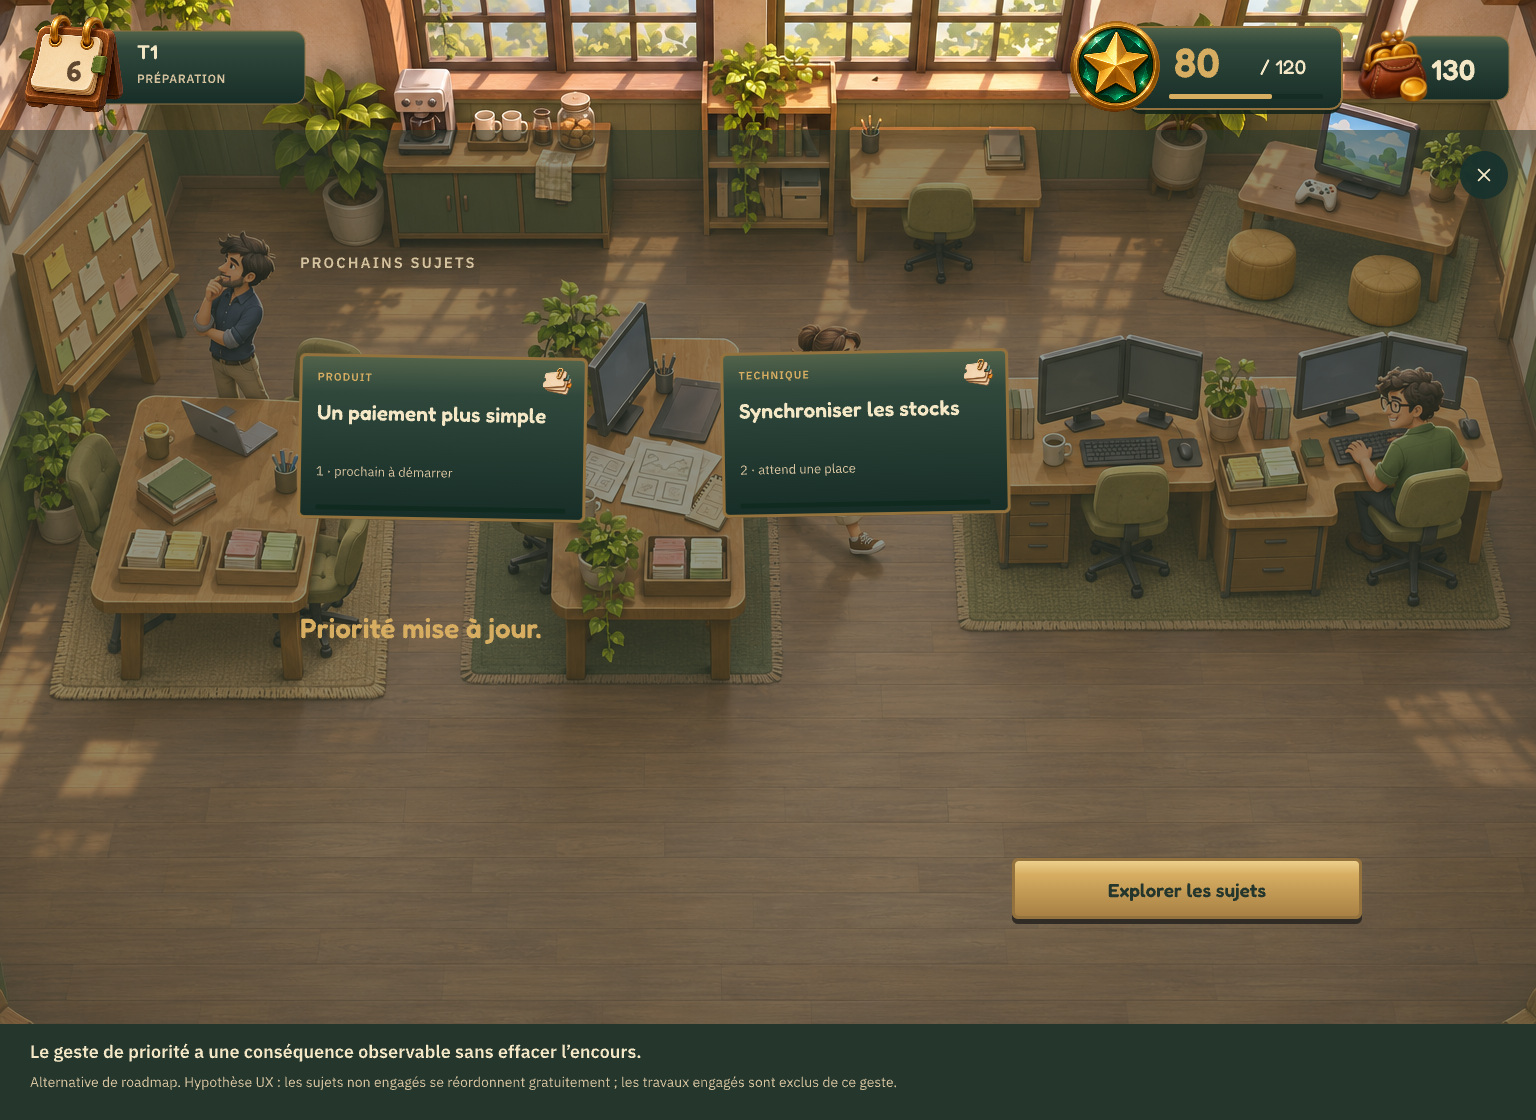 6
T1
PRÉPARATION
80
/ 120
130
PROCHAINS SUJETS
PRODUIT
Un paiement plus simple
1 · prochain à démarrer
TECHNIQUE
Synchroniser les stocks
2 · attend une place
Priorité mise à jour.
Explorer les sujets
Le geste de priorité a une conséquence observable sans effacer l’encours.
Alternative de roadmap. Hypothèse UX : les sujets non engagés se réordonnent gratuitement ; les travaux engagés sont exclus de ce geste.